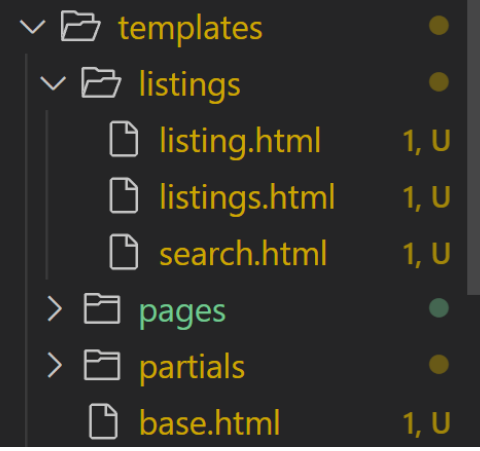 templates
listings
listing.html 1, U
listings.html 1, U
search.html 1, U
pages
partials
base.html 1, U